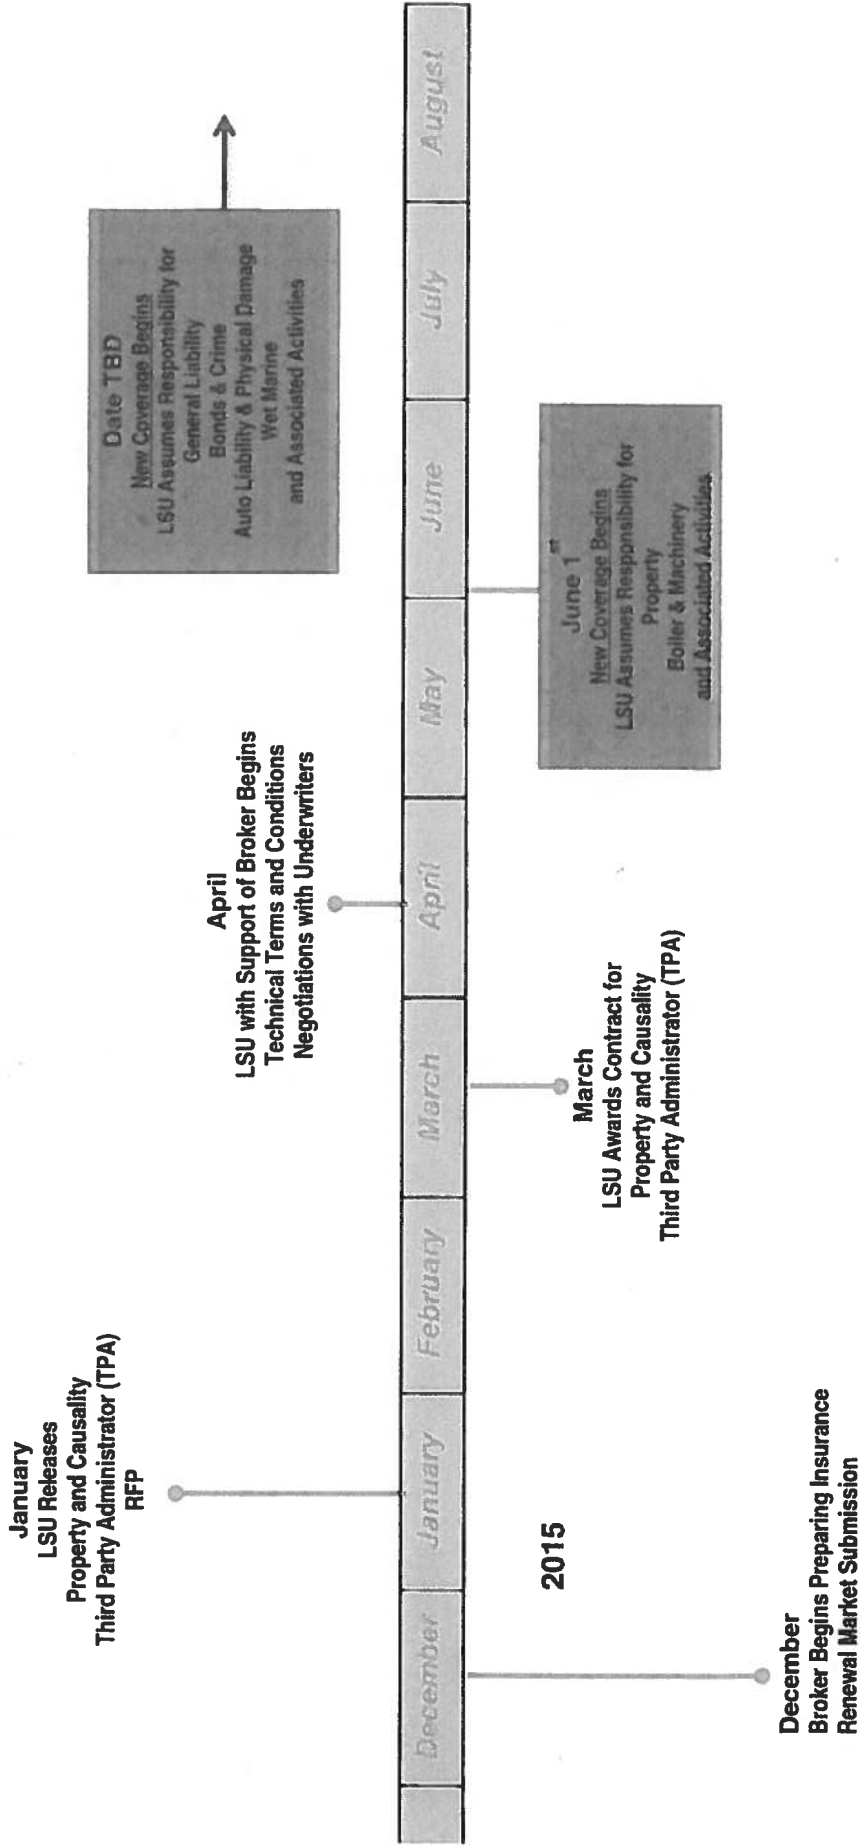 January
LSU Releases
Property and Causality
Third Party Administrator (TPA)
RFP
April
LSU with Support of Broker Begins
Technical Terms and Conditions
Negotiations with Underwriters
Date TBD
New Coverage Begins
LSU Assumes Responsibility for
General Liability
Bonds & Crime
Auto Liability & Physical Damage
Wet Marine
and Associated Activities
December
January
February
March
April
May
June
July
August
2015
December
Broker Begins Preparing Insurance
Renewal Market Submission
March
LSU Awards Contract for
Property and Causality
Third Party Administrator (TPA)
June 1st
New Coverage Begins
LSU Assumes Responsibility for
Property
Boiler & Machinery
and Associated Activities